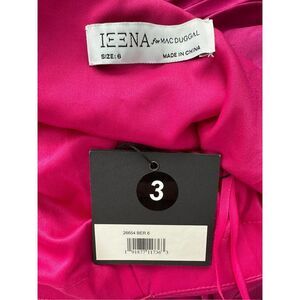 IEENA for MAC DUGGAL
SIZE: 6
MADE IN CHINA
3
26654 BER 6